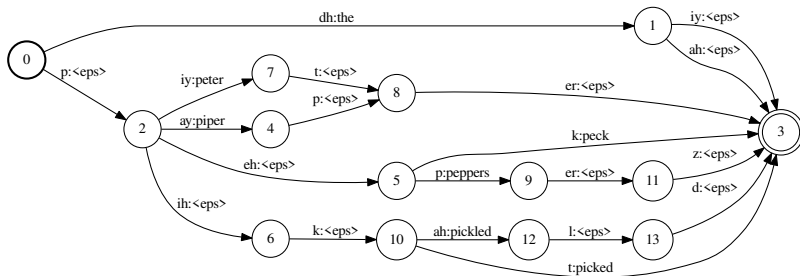 dh:the
iy:<eps>
ah:<eps>
0
1
p:<eps>
iy:peter
7
t:<eps>
p:<eps>
8
er:<eps>
2
ay:piper
4
3
k:peck
eh:<eps>
5
p:peppers
9
er:<eps>
11
z:<eps>
d:<eps>
ih:<eps>
6
k:<eps>
10
ah:pickled
12
l:<eps>
13
t:picked